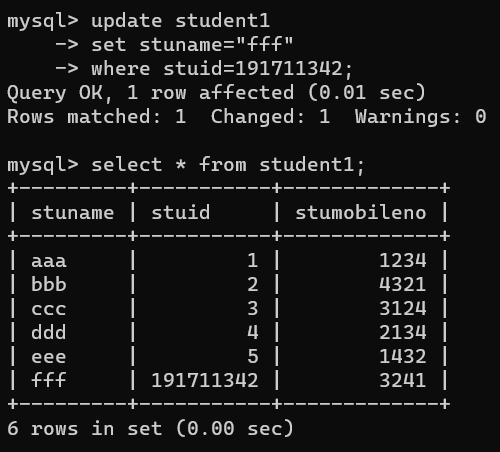 mysql> update student1
    -> set stuname="fff"
    -> where stuid=191711342;
Query OK, 1 row affected (0.01 sec)
Rows matched: 1  Changed: 1  Warnings: 0

mysql> select * from student1;
+---------+-----------+-------------+
| stuname | stuid     | stumobileno |
+---------+-----------+-------------+
| aaa     |         1 |        1234 |
| bbb     |         2 |        4321 |
| ccc     |         3 |        3124 |
| ddd     |         4 |        2134 |
| eee     |         5 |        1432 |
| fff     | 191711342 |        3241 |
+---------+-----------+-------------+
6 rows in set (0.00 sec)